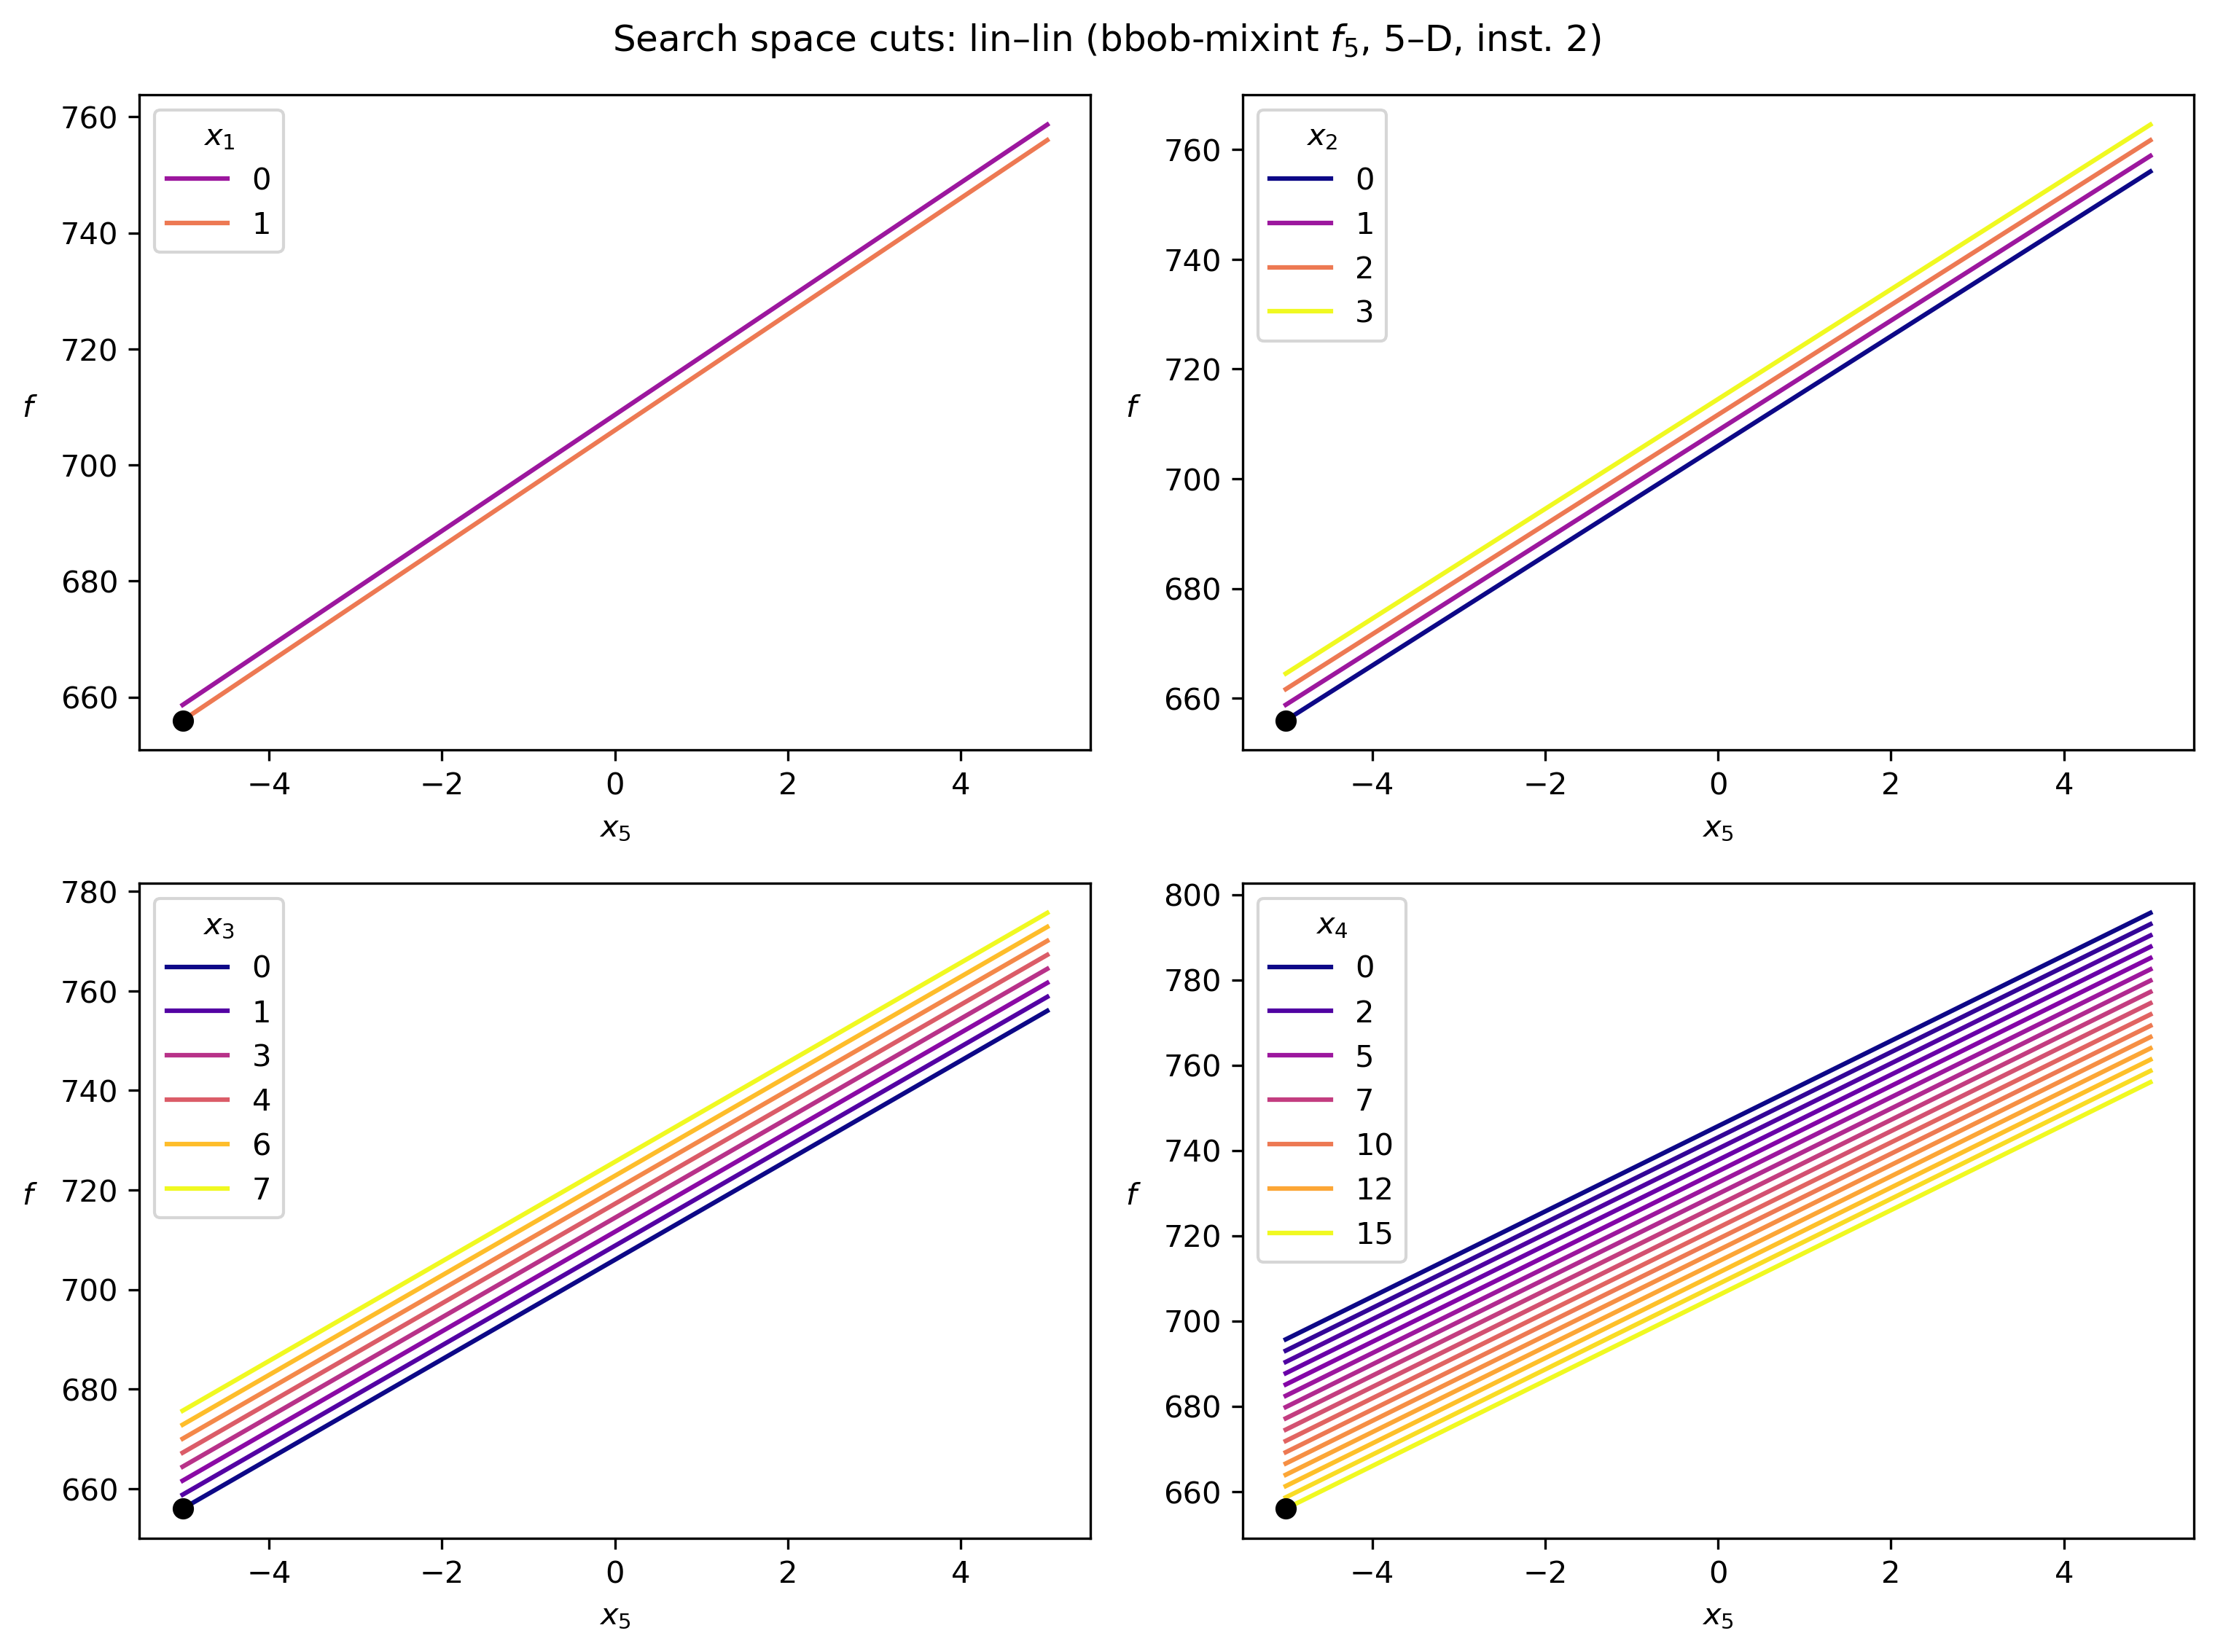 Search space cuts: lin–lin (bbob-mixint f₅, 5–D, inst. 2)
760
740
720
700
680
660
f
x₁
0
1
−4 −2 0 2 4
x₅
760
740
720
700
680
660
f
x₂
0
1
2
3
−4 −2 0 2 4
x₅
780
760
740
720
700
680
660
f
x₃
0
1
3
4
6
7
−4 −2 0 2 4
x₅
800
780
760
740
720
700
680
660
f
x₄
0
2
5
7
10
12
15
−4 −2 0 2 4
x₅